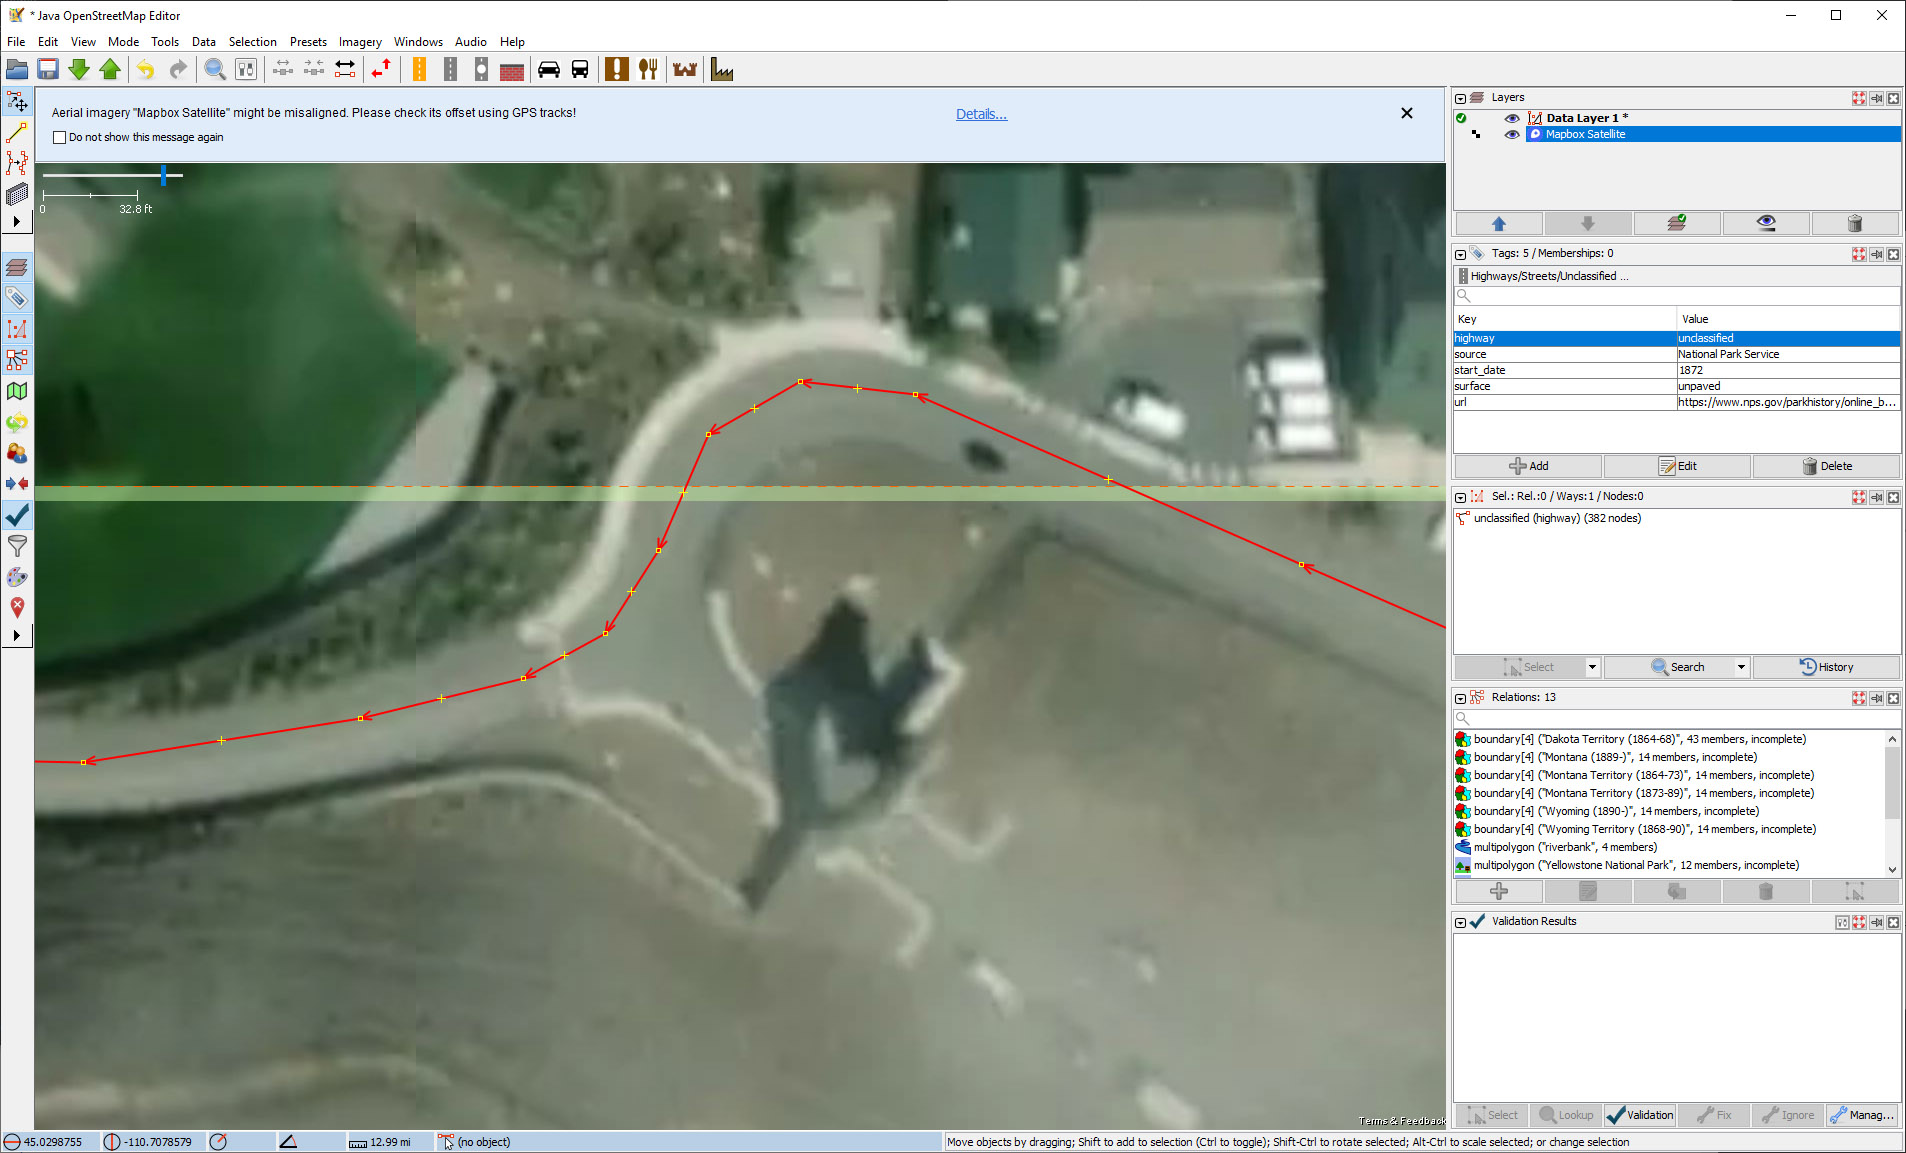 * Java OpenStreetMap Editor
File Edit View Mode Tools Data Selection Presets Imagery Windows Audio Help
Aerial imagery "Mapbox Satellite" might be misaligned. Please check its offset using GPS tracks!
Details...
Do not show this message again
0 32.8 ft
Terms & Feedback
Layers
Data Layer 1 *
Mapbox Satellite
Tags: 5 / Memberships: 0
Highways/Streets/Unclassified ...
Key Value
highway unclassified
source National Park Service
start_date 1872
surface unpaved
url https://www.nps.gov/parkhistory/online_b...
Add Edit Delete
Sel.: Rel.:0 / Ways:1 / Nodes:0
unclassified (highway) (382 nodes)
Select Search History
Relations: 13
boundary[4] ("Dakota Territory (1864-68)", 43 members, incomplete)
boundary[4] ("Montana (1889-)", 14 members, incomplete)
boundary[4] ("Montana Territory (1864-73)", 14 members, incomplete)
boundary[4] ("Montana Territory (1873-89)", 14 members, incomplete)
boundary[4] ("Wyoming (1890-)", 14 members, incomplete)
boundary[4] ("Wyoming Territory (1868-90)", 14 members, incomplete)
multipolygon ("riverbank", 4 members)
multipolygon ("Yellowstone National Park", 12 members, incomplete)
Validation Results
Select Lookup Validation Fix Ignore Manag...
45.0298755 -110.7078579 12.99 mi (no object)
Move objects by dragging; Shift to add to selection (Ctrl to toggle); Shift-Ctrl to rotate selected; Alt-Ctrl to scale selected; or change selection